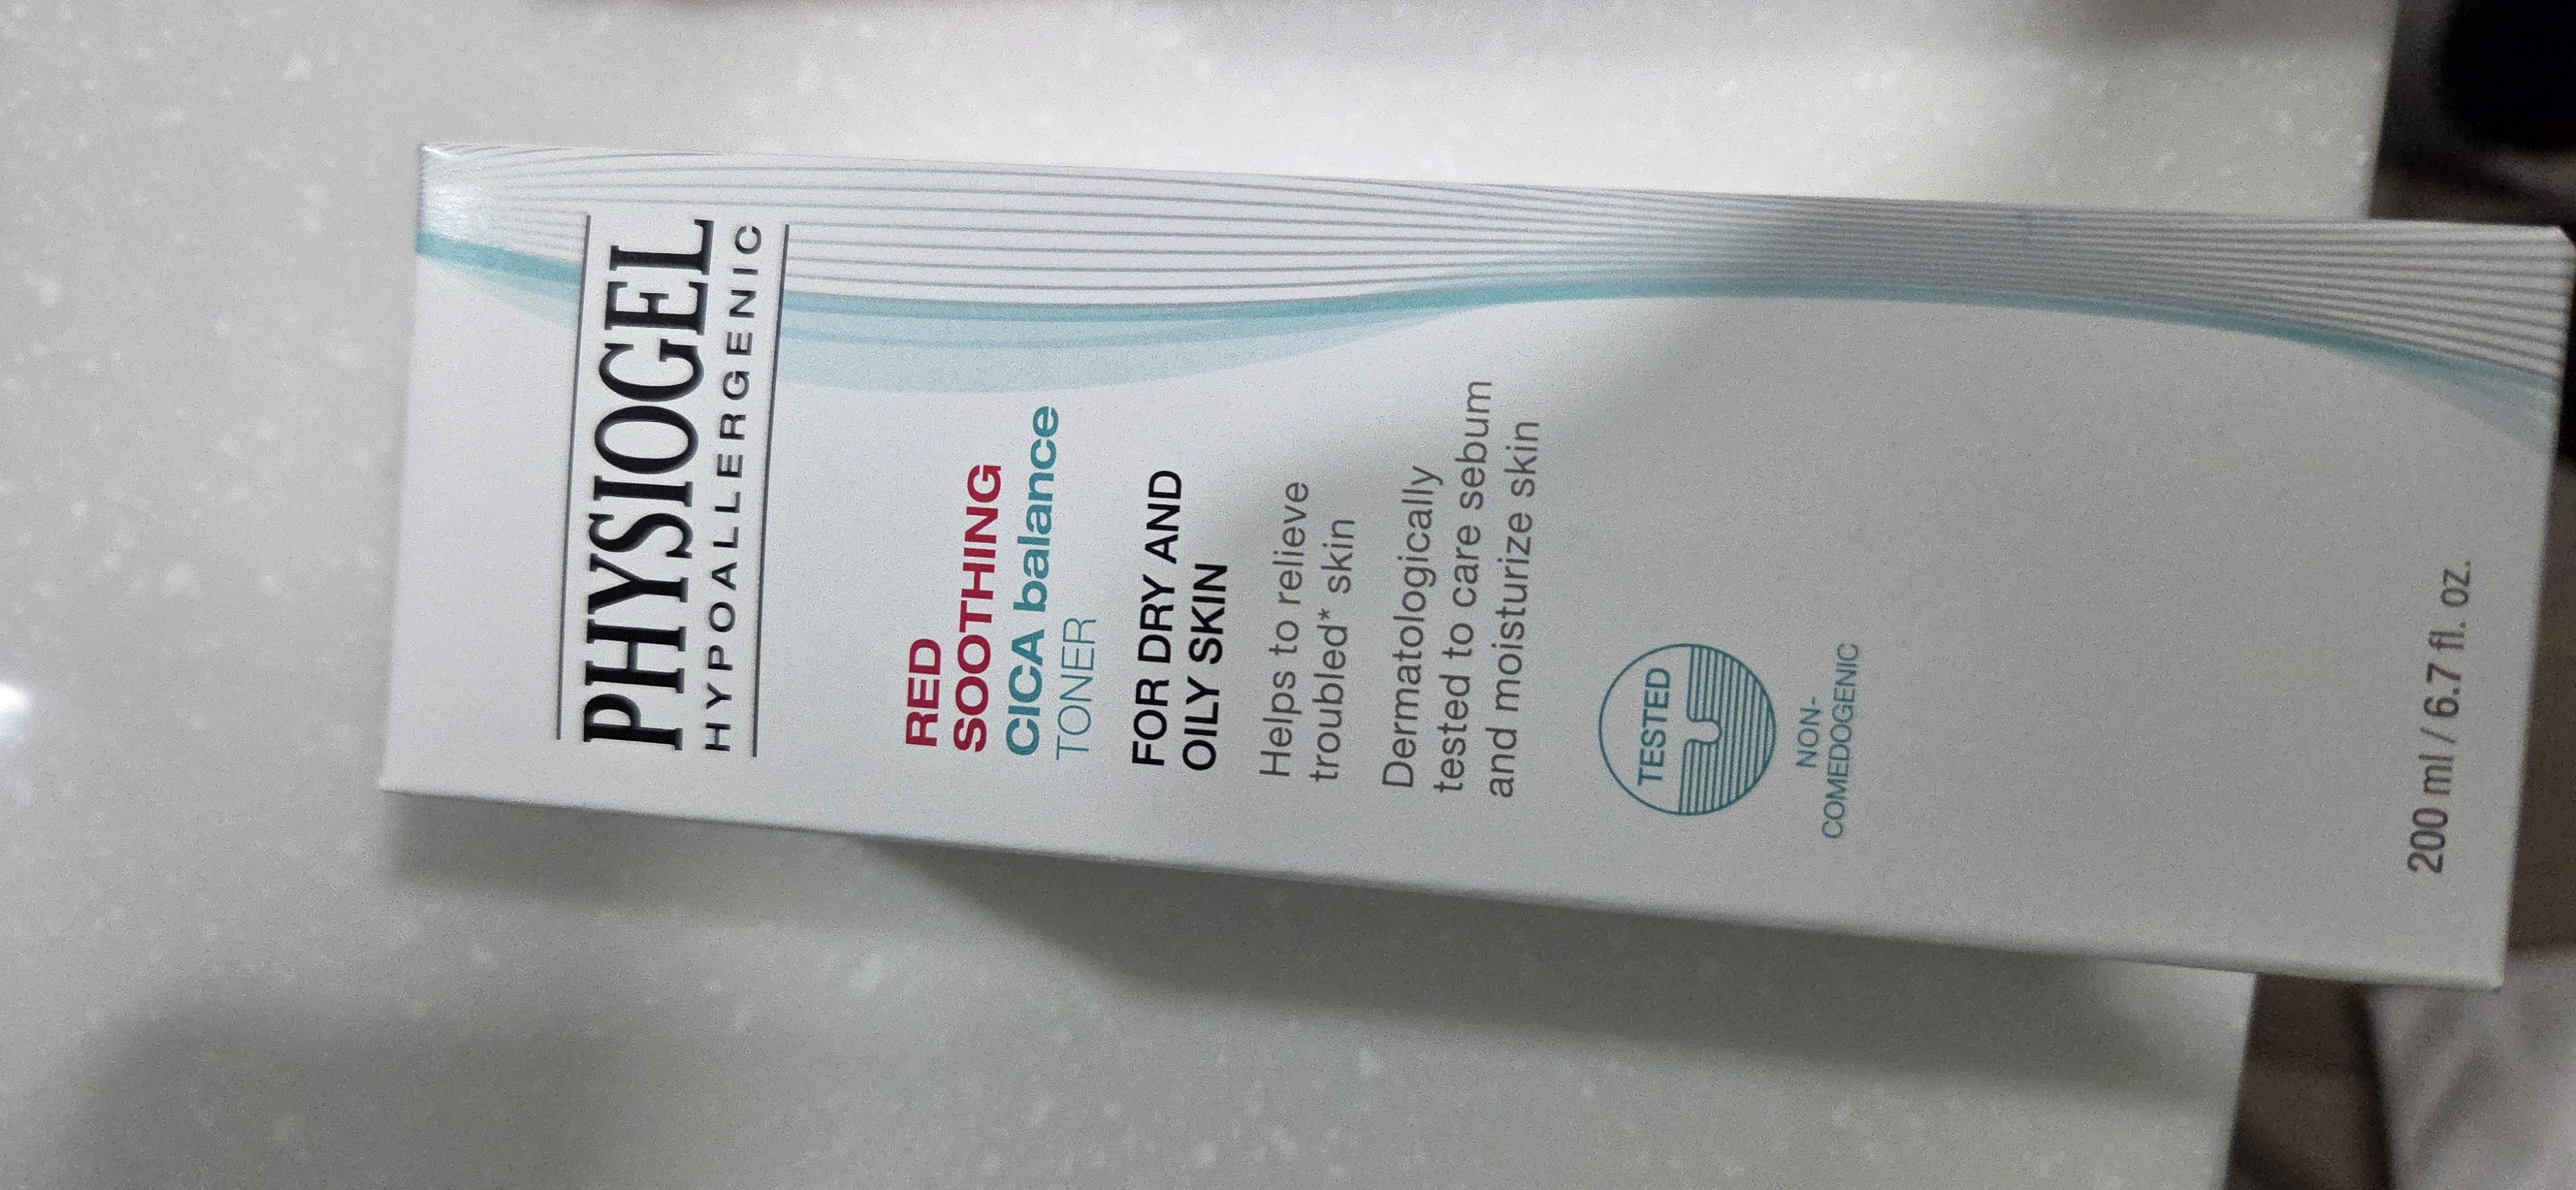 PHYSIOGEL
HYPOALLERGENIC
RED
SOOTHING
CICA balance
TONER
FOR DRY AND
OILY SKIN
Helps to relieve
troubled* skin
Dermatologically
tested to care sebum
and moisturize skin
TESTED
NON-
COMEDOGENIC
200 ml / 6.7 fl. oz.